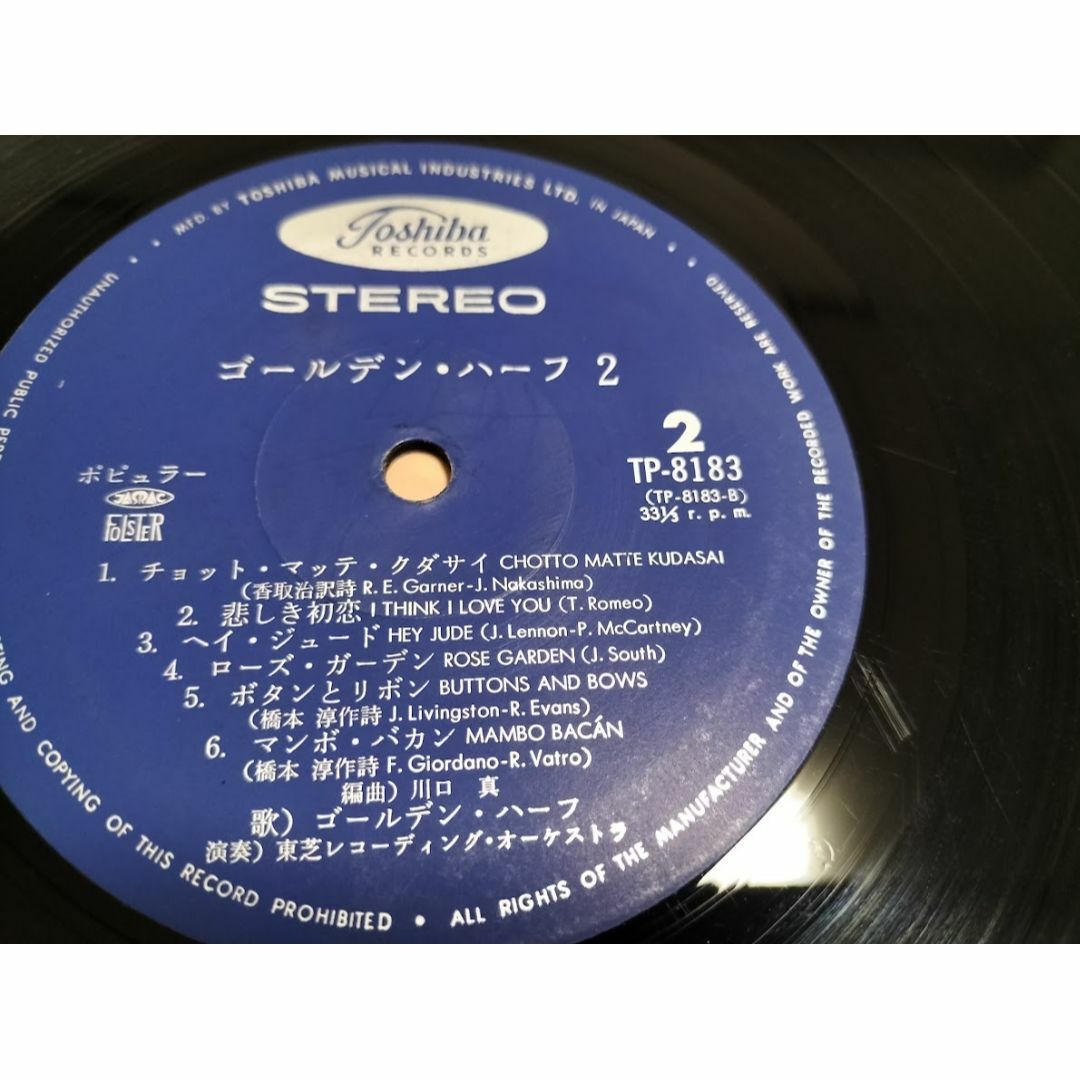 MFD. BY TOSHIBA MUSICAL INDUSTRIES LTD. IN JAPAN
Toshiba
RECORDS
STEREO
ゴールデン・ハーフ 2
2
TP-8183
(TP-8183-B)
33⅓ r. p. m.
ポピュラー
JASRAC
FOLSTER
1. チョット・マッテ・クダサイ CHOTTO MATTE KUDASAI
(香取治訳詩 R. E. Garner-J. Nakashima)
2. 悲しき初恋 I THINK I LOVE YOU (T. Romeo)
3. ヘイ・ジュード HEY JUDE (J. Lennon-P. McCartney)
4. ローズ・ガーデン ROSE GARDEN (J. South)
5. ボタンとリボン BUTTONS AND BOWS
(橋本 淳作詩 J. Livingston-R. Evans)
6. マンボ・バカン MAMBO BACÁN
(橋本 淳作詩 F. Giordano-R. Vatro)
編曲) 川口 真
歌) ゴールデン・ハーフ
演奏) 東芝レコーディング・オーケストラ
UNAUTHORIZED PUBLIC AND COPYING OF THIS RECORD PROHIBITED • ALL RIGHTS OF THE MANUFACTURER AND OF THE OWNER OF THE RECORDED WORK ARE RESERVED